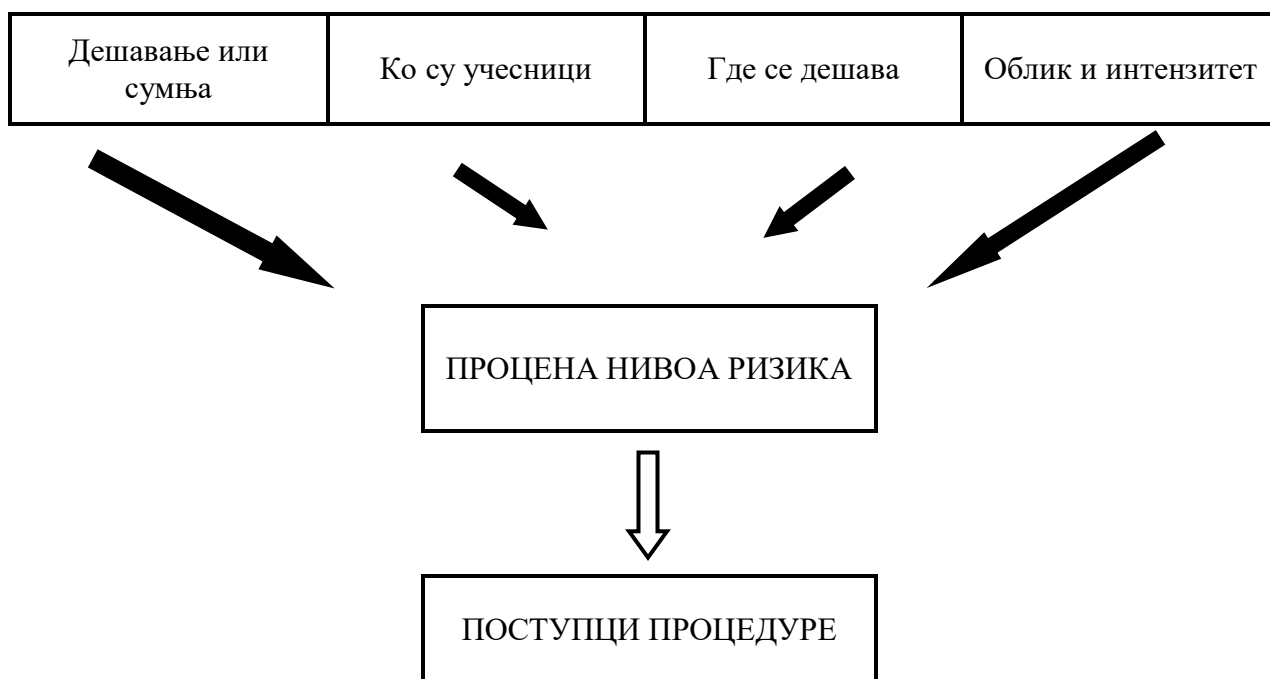 Дешавање или
сумња
Ко су учесници
Где се дешава
Облик и интензитет
ПРОЦЕНА НИВОА РИЗИКА
ПОСТУПЦИ ПРОЦЕДУРЕ